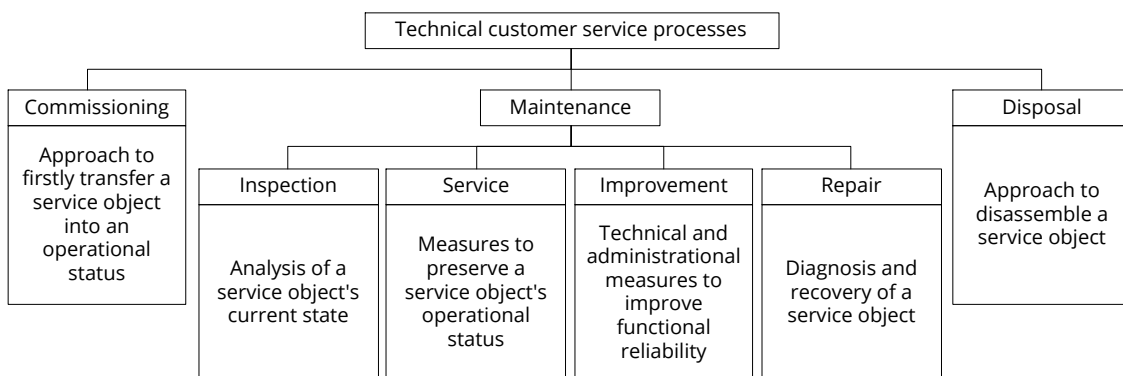 Technical customer service processes
Commissioning
Approach to
firstly transfer a
service object
into an
operational
status
Maintenance
Inspection
Analysis of a
service object's
current state
Service
Measures to
preserve a
service object's
operational
status
Improvement
Technical and
administrational
measures to
improve
functional
reliability
Repair
Diagnosis and
recovery of a
service object
Disposal
Approach to
disassemble a
service object